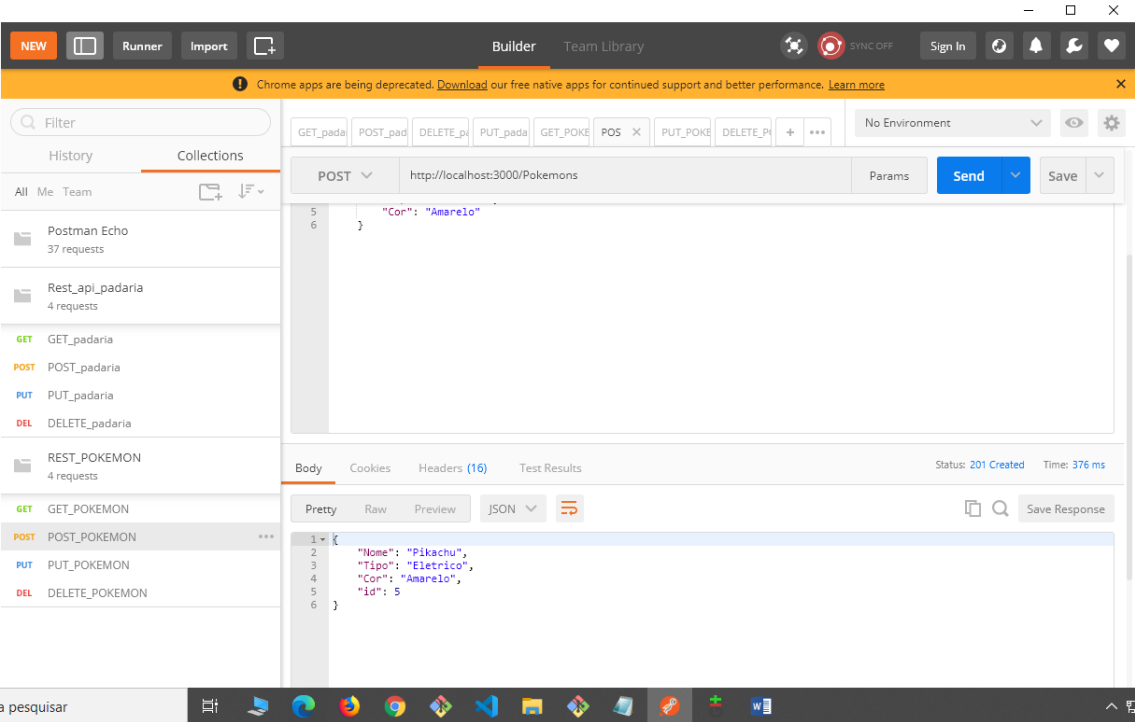 NEW Runner Import Builder Team Library SYNC OFF Sign In
Chrome apps are being deprecated. Download our free native apps for continued support and better performance. Learn more
Filter
History Collections
All Me Team
Postman Echo
37 requests
Rest_api_padaria
4 requests
GET GET_padaria
POST POST_padaria
PUT PUT_padaria
DEL DELETE_padaria
REST_POKEMON
4 requests
GET GET_POKEMON
POST POST_POKEMON
PUT PUT_POKEMON
DEL DELETE_POKEMON
GET_pada POST_pad DELETE_pa PUT_pada GET_POKE POS PUT_POKE DELETE_PO No Environment
POST http://localhost:3000/Pokemons Params Send Save
5 "Cor": "Amarelo"
6 }
Body Cookies Headers (16) Test Results Status: 201 Created Time: 376 ms
Pretty Raw Preview JSON Save Response
1 {
2 "Nome": "Pikachu",
3 "Tipo": "Eletrico",
4 "Cor": "Amarelo",
5 "id": 5
6 }
a pesquisar